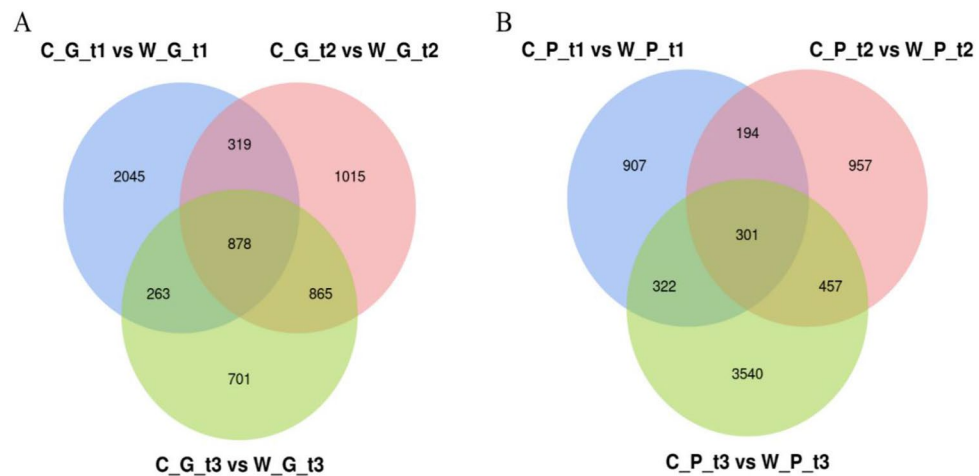 A
C_G_t1 vs W_G_t1
C_G_t2 vs W_G_t2
319
2045
1015
878
263
865
701
C_G_t3 vs W_G_t3
B
C_P_t1 vs W_P_t1
C_P_t2 vs W_P_t2
194
907
957
301
322
457
3540
C_P_t3 vs W_P_t3